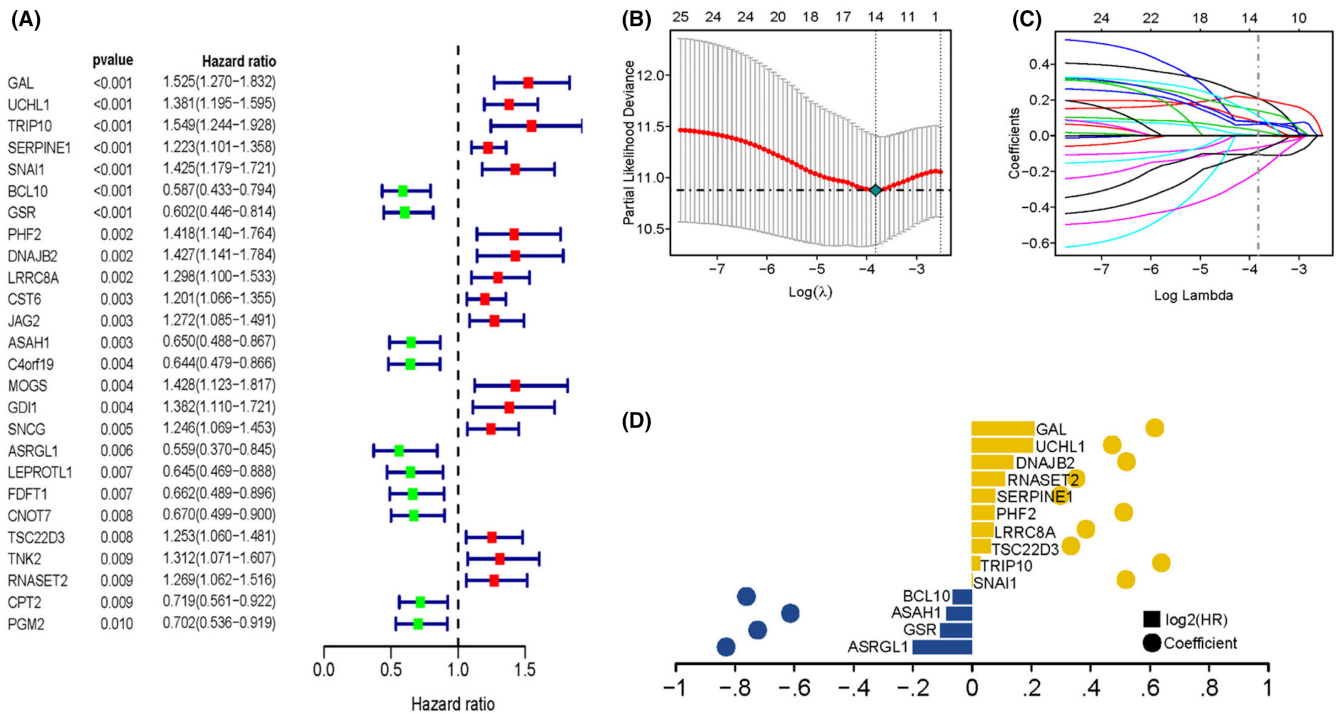 (A)
pvalue Hazard ratio
GAL <0.001 1.525(1.270−1.832)
UCHL1 <0.001 1.381(1.195−1.595)
TRIP10 <0.001 1.549(1.244−1.928)
SERPINE1 <0.001 1.223(1.101−1.358)
SNAI1 <0.001 1.425(1.179−1.721)
BCL10 <0.001 0.587(0.433−0.794)
GSR <0.001 0.602(0.446−0.814)
PHF2 0.002 1.418(1.140−1.764)
DNAJB2 0.002 1.427(1.141−1.784)
LRRC8A 0.002 1.298(1.100−1.533)
CST6 0.003 1.201(1.066−1.355)
JAG2 0.003 1.272(1.085−1.491)
ASAH1 0.003 0.650(0.488−0.867)
C4orf19 0.004 0.644(0.479−0.866)
MOGS 0.004 1.428(1.123−1.817)
GDI1 0.004 1.382(1.110−1.721)
SNCG 0.005 1.246(1.069−1.453)
ASRGL1 0.006 0.559(0.370−0.845)
LEPROTL1 0.007 0.645(0.469−0.888)
FDFT1 0.007 0.662(0.489−0.896)
CNOT7 0.008 0.670(0.499−0.900)
TSC22D3 0.008 1.253(1.060−1.481)
TNK2 0.009 1.312(1.071−1.607)
RNASET2 0.009 1.269(1.062−1.516)
CPT2 0.009 0.719(0.561−0.922)
PGM2 0.010 0.702(0.536−0.919)
0.0 0.5 1.0 1.5
Hazard ratio
(B)
25 24 24 20 18 17 14 11 1
Partial Likelihood Deviance
12.0
11.5
11.0
10.5
−7 −6 −5 −4 −3
Log(λ)
(C)
24 22 18 14 10
Coefficients
0.4
0.2
0.0
−0.2
−0.4
−0.6
−7 −6 −5 −4 −3
Log Lambda
(D)
GAL
UCHL1
DNAJB2
RNASET2
SERPINE1
PHF2
LRRC8A
TSC22D3
TRIP10
SNAI1
BCL10
ASAH1
GSR
ASRGL1
log2(HR)
Coefficient
−1 −.8 −.6 −.4 −.2 0 .2 .4 .6 .8 1